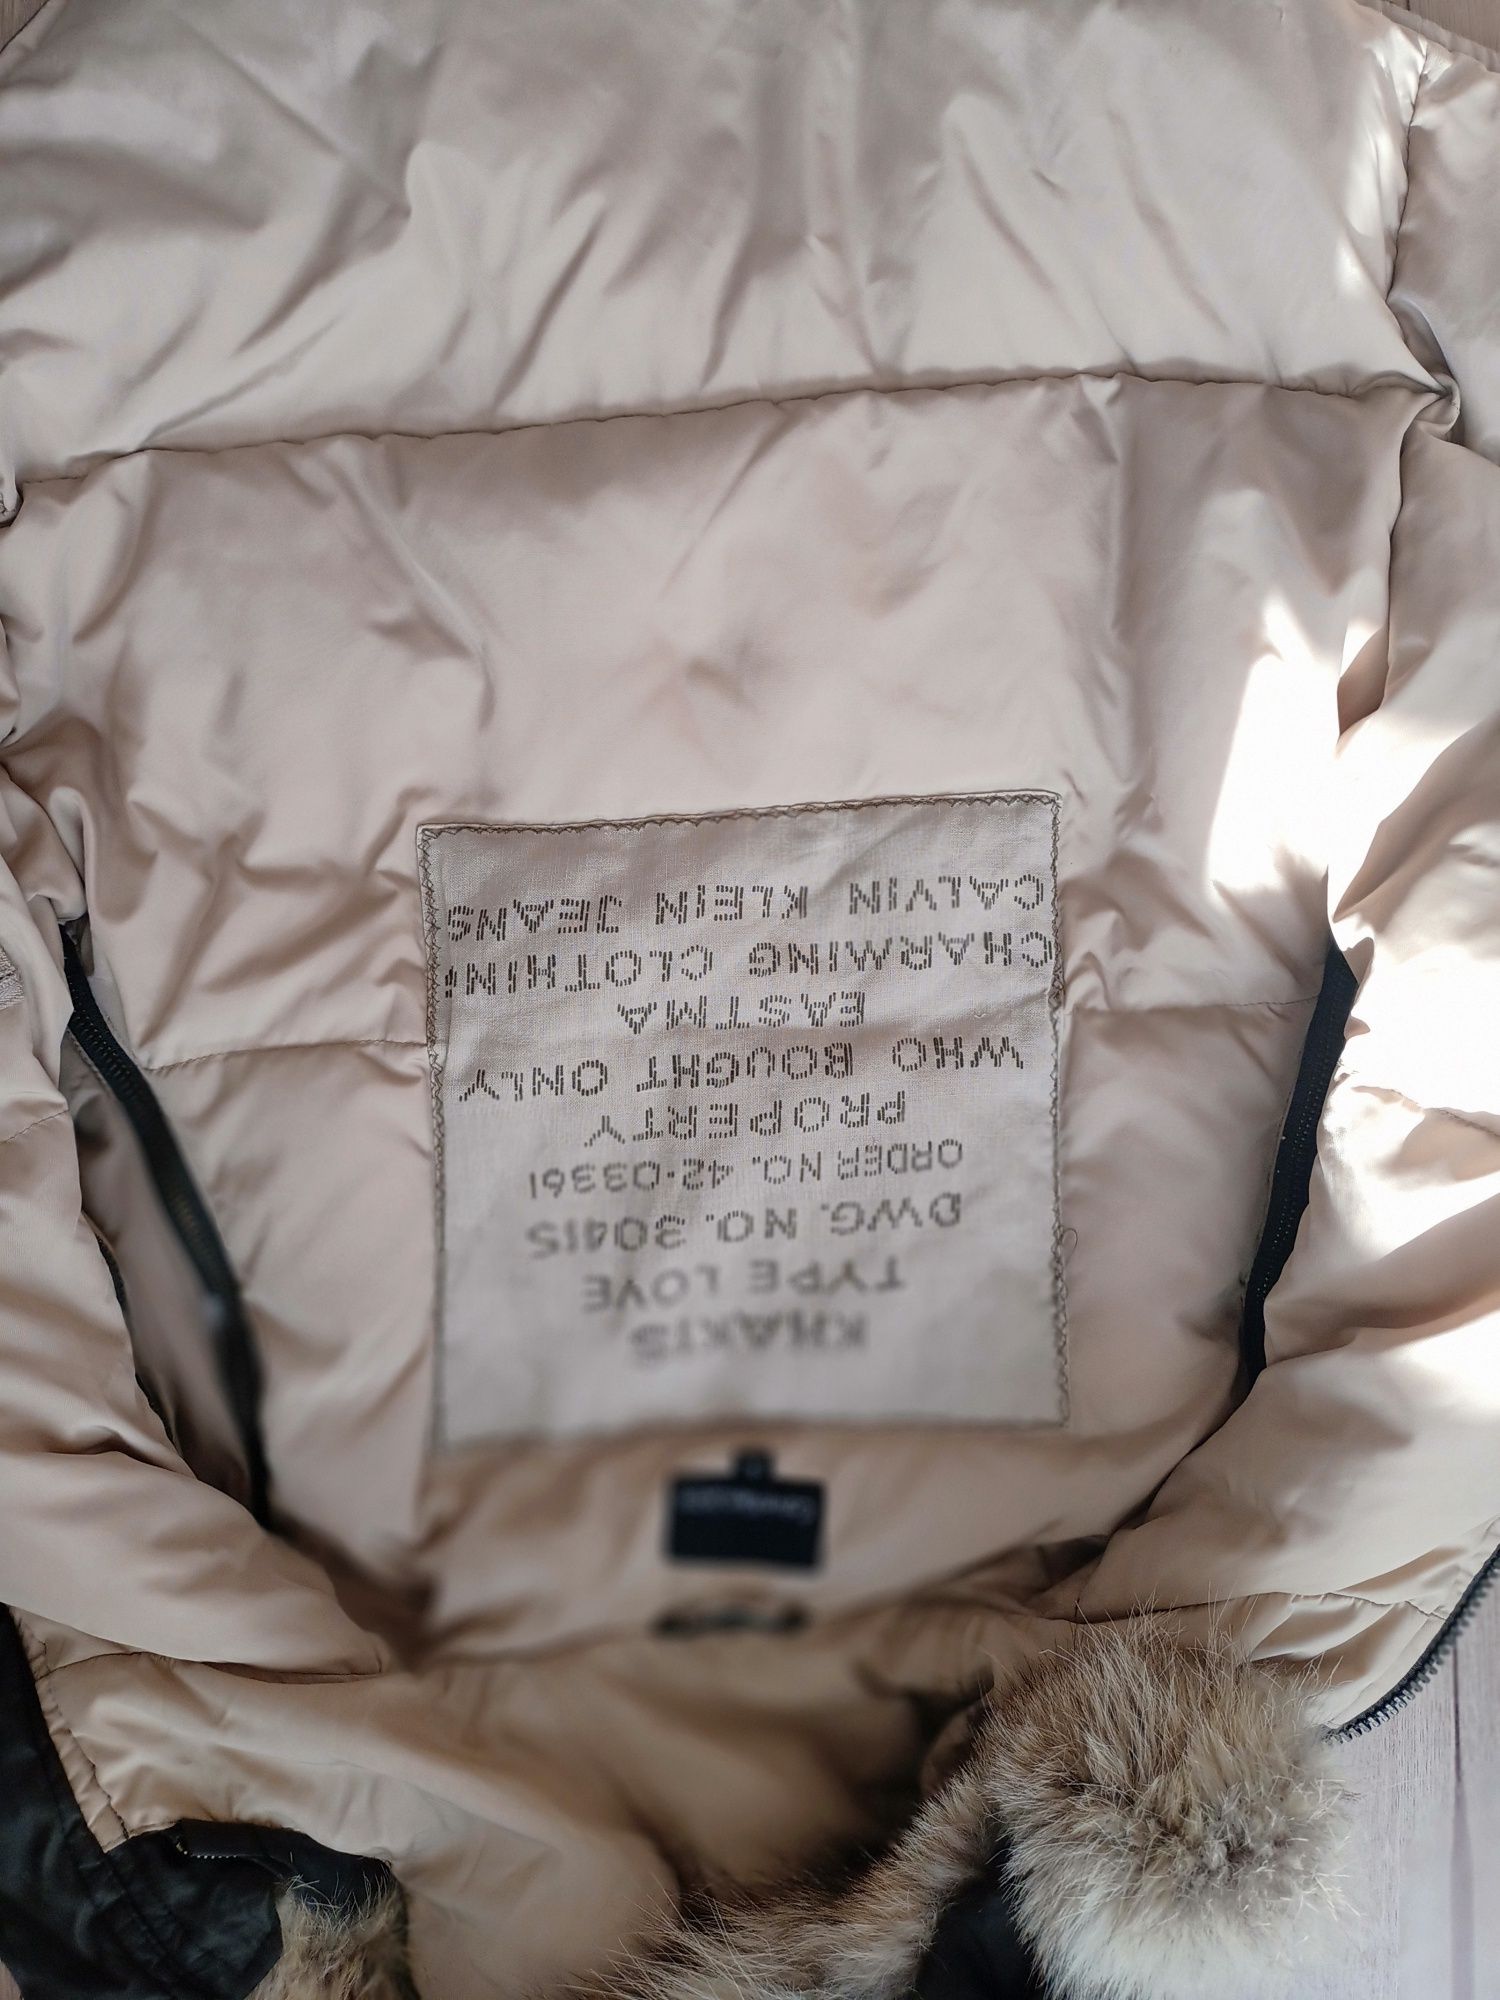 KHAKIS
TYPE LOVE
DWG. NO. 3041S
ORDER NO. 42-03361
PROPERTY
WHO BOUGHT ONLY
EASTMA
CHARMING CLOTHIN
CALVIN KLEIN JEANS